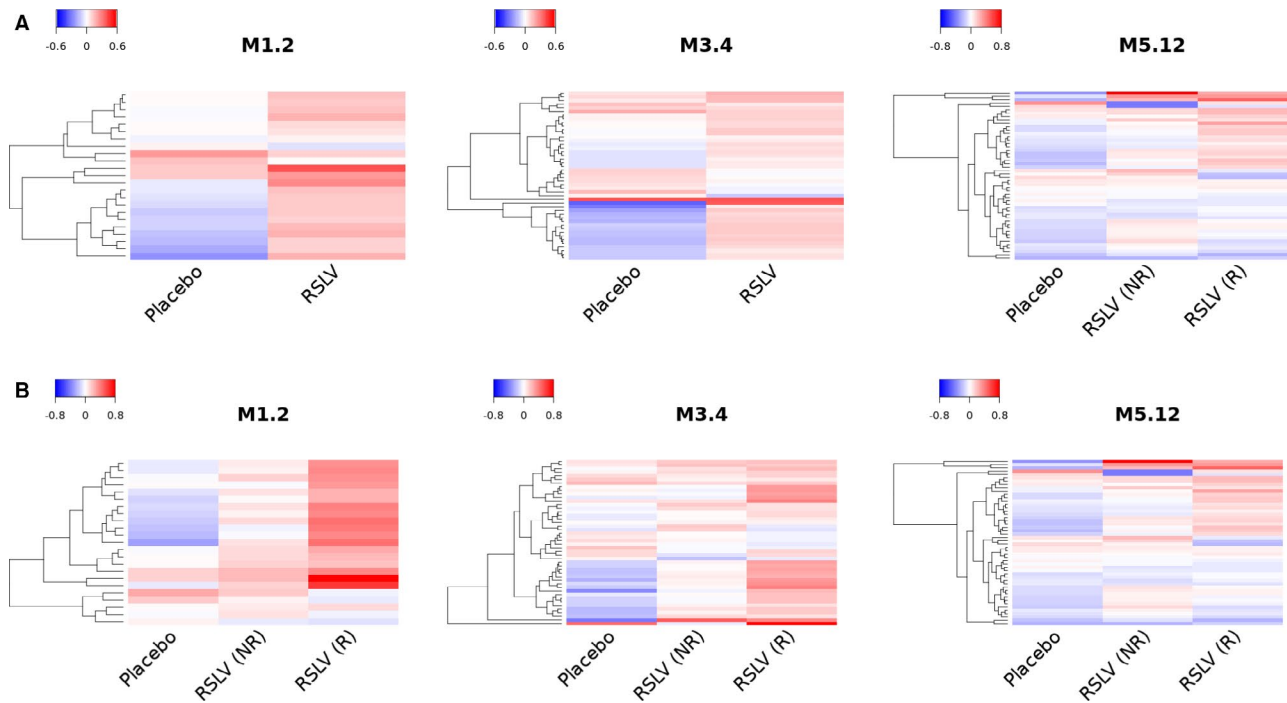 A
-0.6 0 0.6
M1.2
Placebo
RSLV
-0.6 0 0.6
M3.4
Placebo
RSLV
-0.8 0 0.8
M5.12
Placebo
RSLV (NR)
RSLV (R)
B
-0.8 0 0.8
M1.2
Placebo
RSLV (NR)
RSLV (R)
-0.8 0 0.8
M3.4
Placebo
RSLV (NR)
RSLV (R)
-0.8 0 0.8
M5.12
Placebo
RSLV (NR)
RSLV (R)